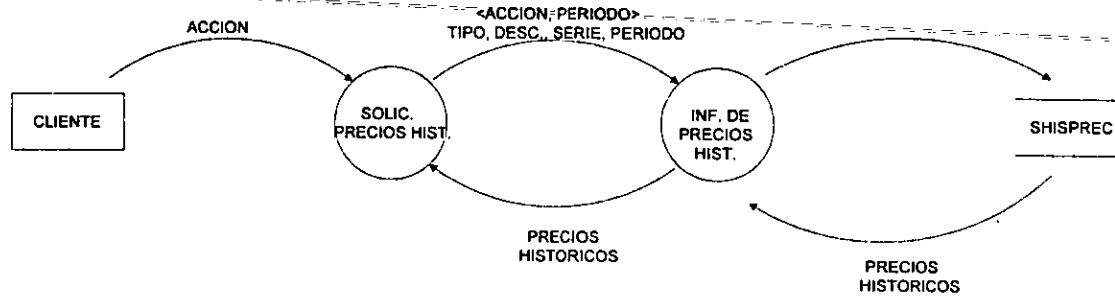 <ACCION, PERIODO>
ACCION
TIPO, DESC., SERIE, PERIODO
CLIENTE
SOLIC.
PRECIOS HIST.
INF. DE
PRECIOS
HIST.
SHISPREC
PRECIOS
HISTORICOS
PRECIOS
HISTORICOS